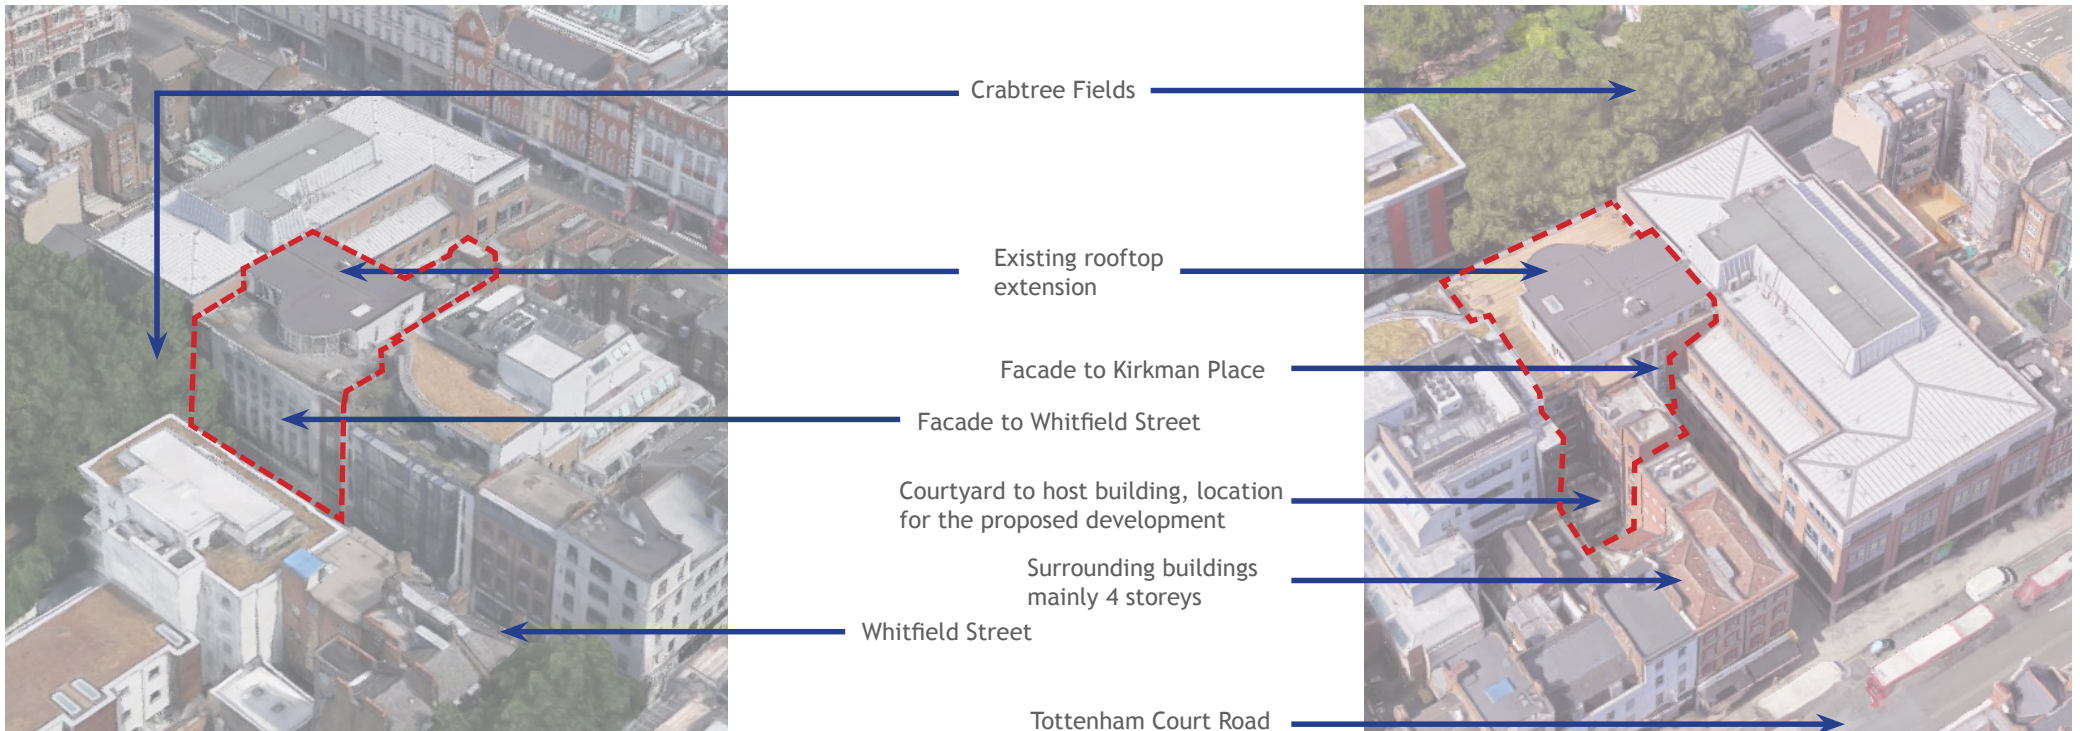 Crabtree Fields
Existing rooftop
extension
Facade to Kirkman Place
Facade to Whitfield Street
Courtyard to host building, location
for the proposed development
Surrounding buildings
mainly 4 storeys
Whitfield Street
Tottenham Court Road